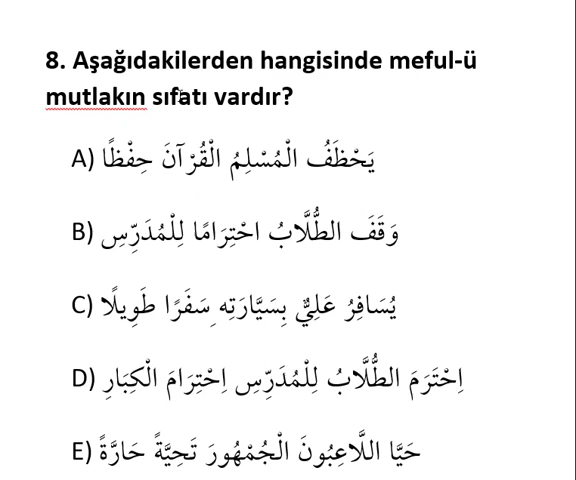 8. Aşağıdakilerden hangisinde meful-ü
mutlakın sıfatı vardır?
A) يَحْظَفُ الْمُسْلِمُ الْقُرْآنَ حِفْظًا
B) وَقَفَ الطُّلَّابُ احْتِرَامًا لِلْمُدَرِّسِ
C) يُسَافِرُ عَلِيٌّ بِسَيَّارَتِهِ سَفَرًا طَوِيلًا
D) اِحْتَرَمَ الطُّلَّابُ لِلْمُدَرِّسِ اِحْتِرَامَ الْكِبَارِ
E) حَيَّا اللَّاعِبُونَ الْجُمْهُورَ تَحِيَّةً حَارَّةً